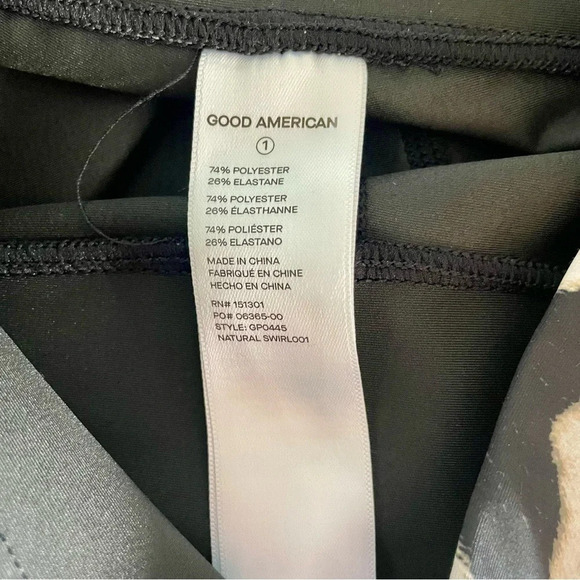 GOOD AMERICAN
1
74% POLYESTER
26% ELASTANE
74% POLYESTER
26% ÉLASTHANNE
74% POLIÉSTER
26% ELASTANO
MADE IN CHINA
FABRIQUÉ EN CHINE
HECHO EN CHINA
RN# 151301
PO# 06365-00
STYLE: GP0445
NATURAL SWIRL001